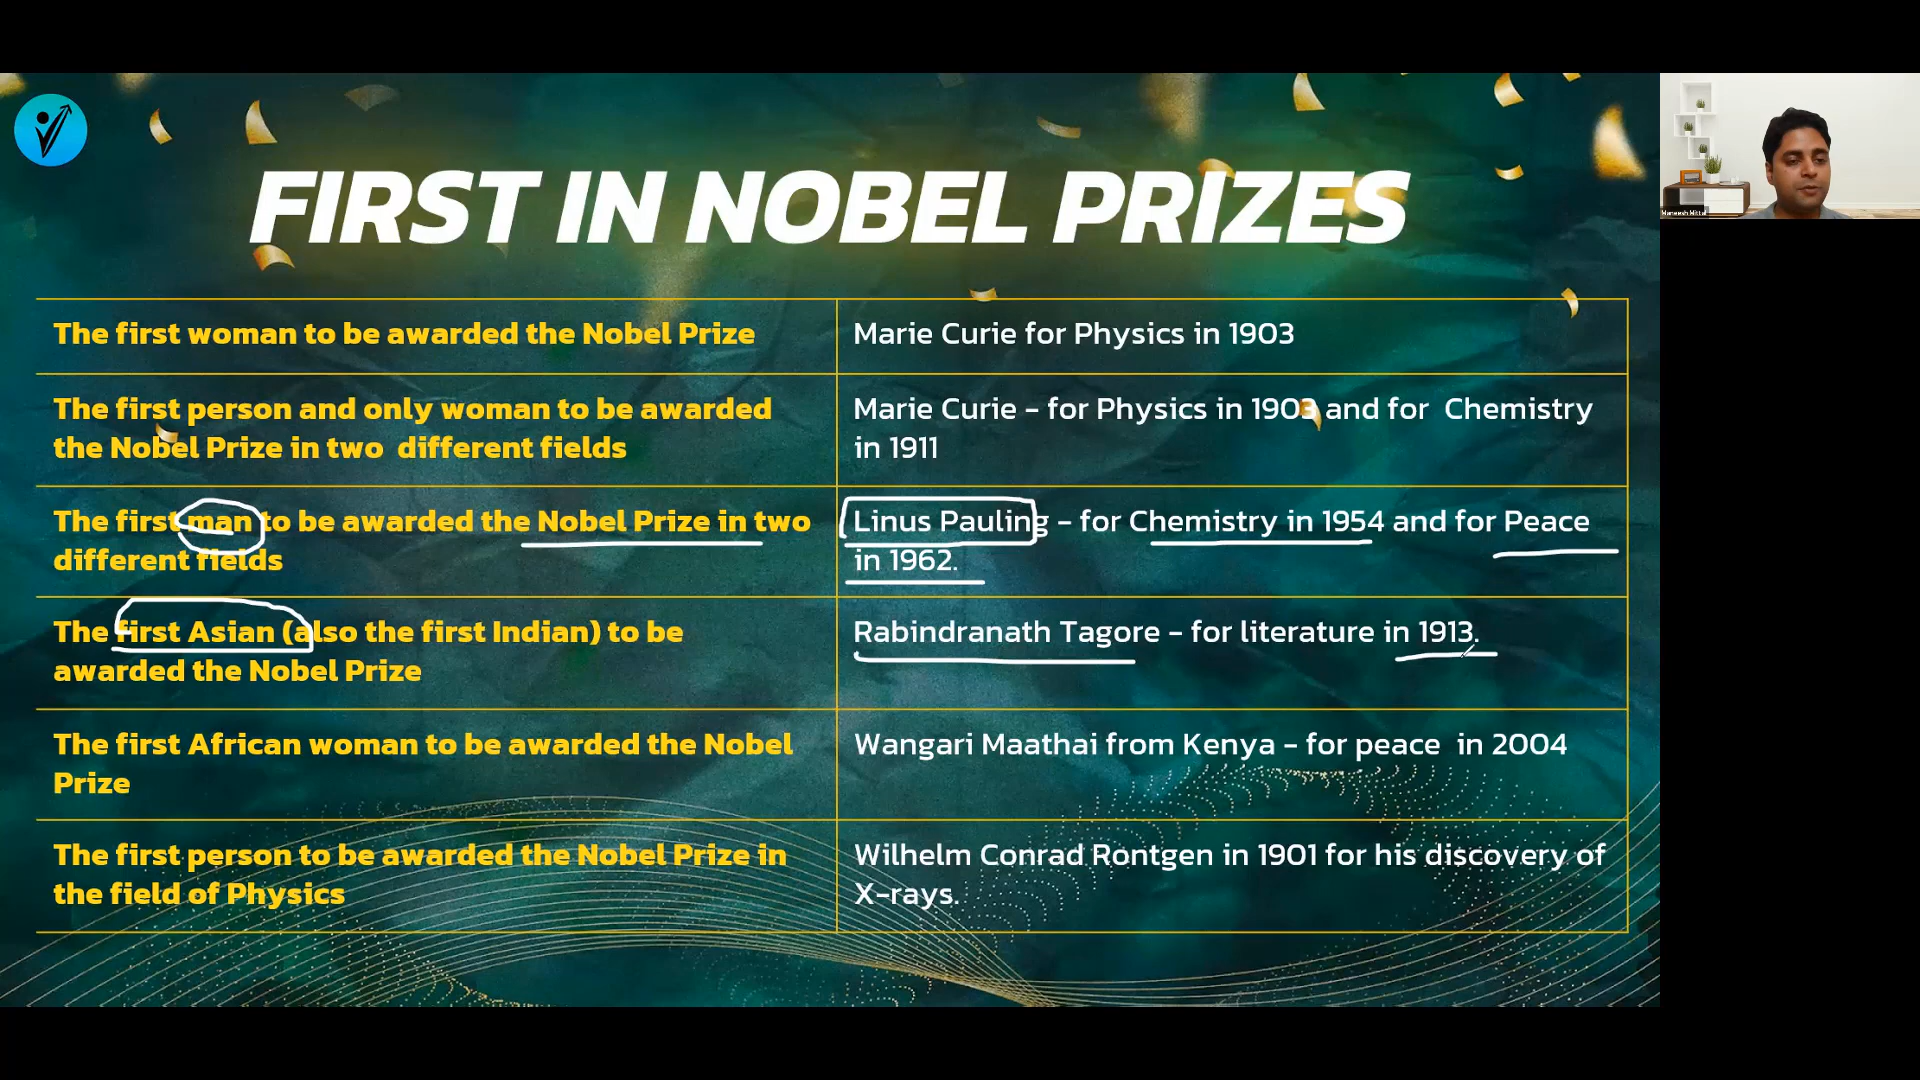 FIRST IN NOBEL PRIZES
The first woman to be awarded the Nobel Prize
Marie Curie for Physics in 1903
The first person and only woman to be awarded
the Nobel Prize in two different fields
Marie Curie - for Physics in 1903 and for Chemistry
in 1911
The first man to be awarded the Nobel Prize in two
different fields
Linus Pauling - for Chemistry in 1954 and for Peace
in 1962.
The first Asian (also the first Indian) to be
awarded the Nobel Prize
Rabindranath Tagore - for literature in 1913.
The first African woman to be awarded the Nobel
Prize
Wangari Maathai from Kenya - for peace in 2004
The first person to be awarded the Nobel Prize in
the field of Physics
Wilhelm Conrad Rontgen in 1901 for his discovery of
X-rays.
Maneesh Mittal